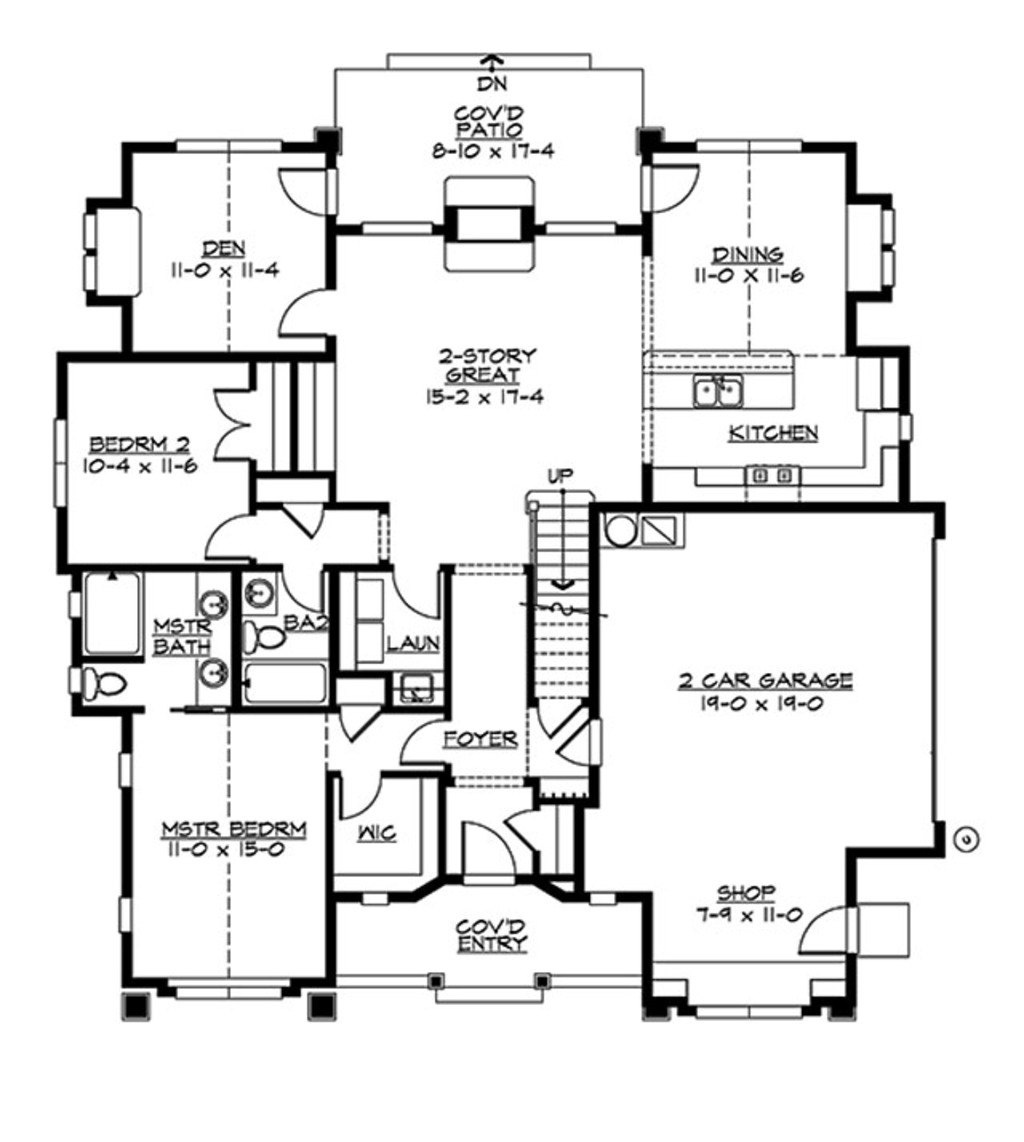 DN
COV'D
PATIO
8-10 x 17-4
DEN
11-0 x 11-4
DINING
11-0 X 11-6
2-STORY
GREAT
15-2 x 17-4
KITCHEN
BEDRM 2
10-4 x 11-6
UP
MSTR
BATH
BA2
LAUN
2 CAR GARAGE
19-0 x 19-0
FOYER
MSTR BEDRM
11-0 x 15-0
WIC
SHOP
7-9 x 11-0
COV'D
ENTRY